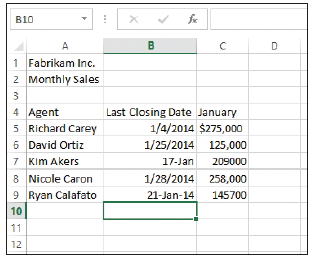 B10 fx
A B C D
1 Fabrikam Inc.
2 Monthly Sales
3
4 Agent Last Closing Date January
5 Richard Carey 1/4/2014 $275,000
6 David Ortiz 1/25/2014 125,000
7 Kim Akers 17-Jan 209000
8 Nicole Caron 1/28/2014 258,000
9 Ryan Calafato 21-Jan-14 145700
10
11
12